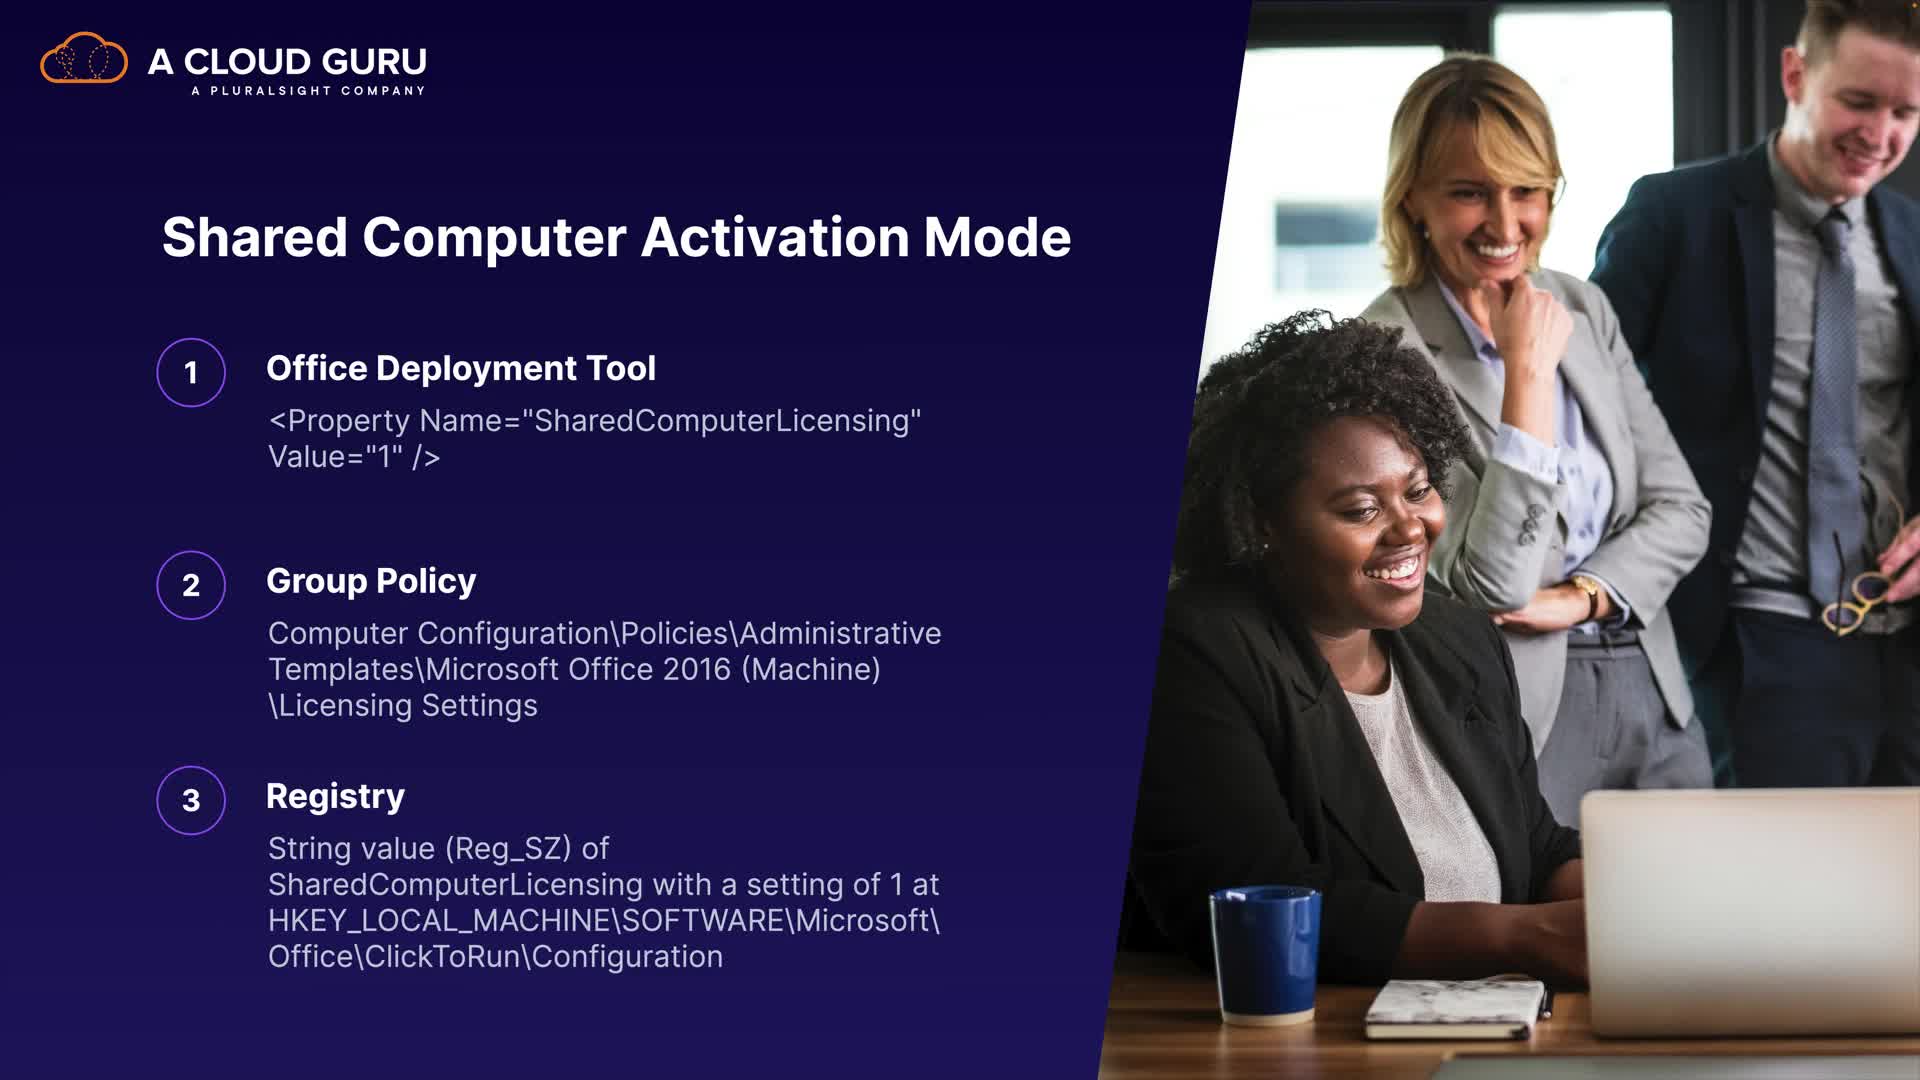 A CLOUD GURU
A PLURALSIGHT COMPANY
Shared Computer Activation Mode
1
Office Deployment Tool
<Property Name="SharedComputerLicensing"
Value="1" />
2
Group Policy
Computer Configuration\Policies\Administrative
Templates\Microsoft Office 2016 (Machine)
\Licensing Settings
3
Registry
String value (Reg_SZ) of
SharedComputerLicensing with a setting of 1 at
HKEY_LOCAL_MACHINE\SOFTWARE\Microsoft\
Office\ClickToRun\Configuration